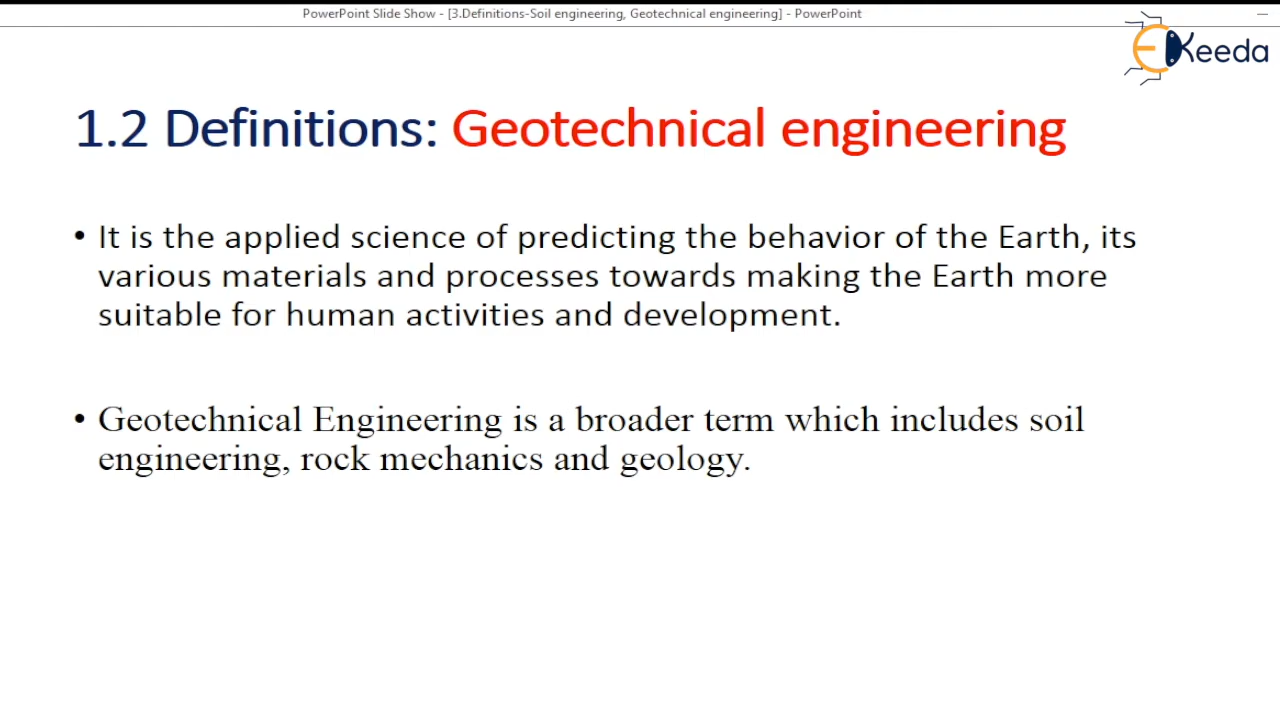 PowerPoint Slide Show - [3.Definitions-Soil engineering, Geotechnical engineering] - PowerPoint
EKeeda
1.2 Definitions: Geotechnical engineering
• It is the applied science of predicting the behavior of the Earth, its
various materials and processes towards making the Earth more
suitable for human activities and development.
• Geotechnical Engineering is a broader term which includes soil
engineering, rock mechanics and geology.